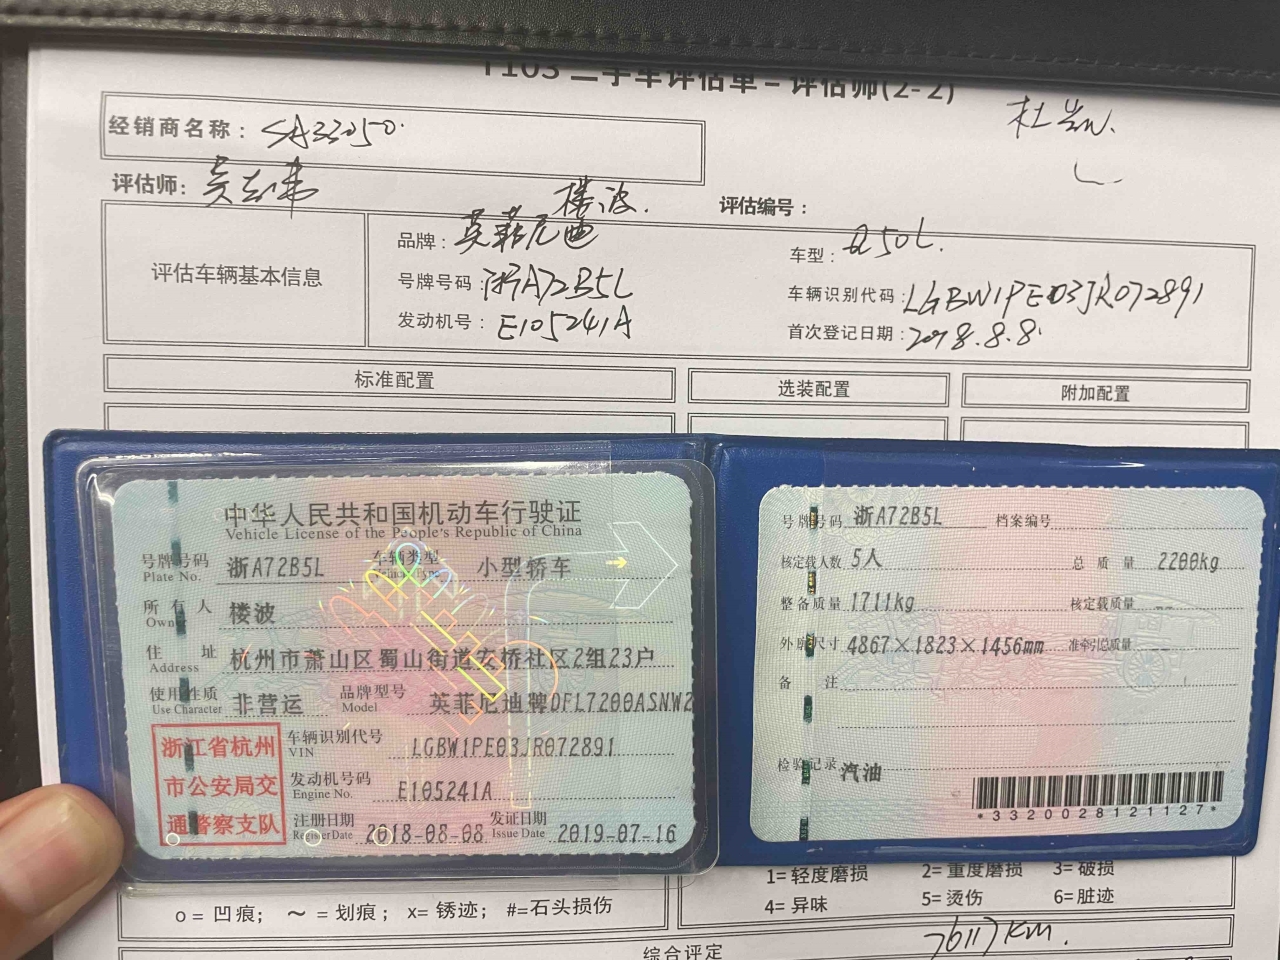 T103 二手车评估单 – 评估师(2-2)
杜凯
经销商名称：SA33050
评估师：
楼波
评估编号：
评估车辆基本信息
品牌：英菲尼迪
车型：Q50L
号牌号码：浙A72B5L
车辆识别代码：LGBW1PE03JR072891
发动机号：E105241A
首次登记日期：2018.8.8
标准配置
选装配置
附加配置
中华人民共和国机动车行驶证
Vehicle License of the People's Republic of China
号牌号码 浙A72B5L 车辆类型 小型轿车
Plate No. Vehicle Type
所有人 楼波
Owner
住址 杭州市萧山区蜀山街道安桥社区2组23户
Address
使用性质 非营运 品牌型号 英菲尼迪牌DFL7200ASNW2
Use Character Model
浙江省杭州
市公安局交
通警察支队
车辆识别代号 LGBW1PE03JR072891
VIN
发动机号码 E105241A
Engine No.
注册日期 2018-08-08 发证日期 2019-07-16
Register Date Issue Date
号牌号码 浙A72B5L 档案编号
核定载人数 5人 总质量 2200kg
整备质量 1711kg 核定载质量 --
外廓尺寸 4867×1823×1456mm 准牵引总质量 --
备注
检验记录 汽油
*3320028121127*
o = 凹痕； ～ = 划痕； x= 锈迹； #=石头损伤
1= 轻度磨损 2= 重度磨损 3= 破损
4= 异味 5= 烫伤 6=脏迹
综合评定
76117KM.